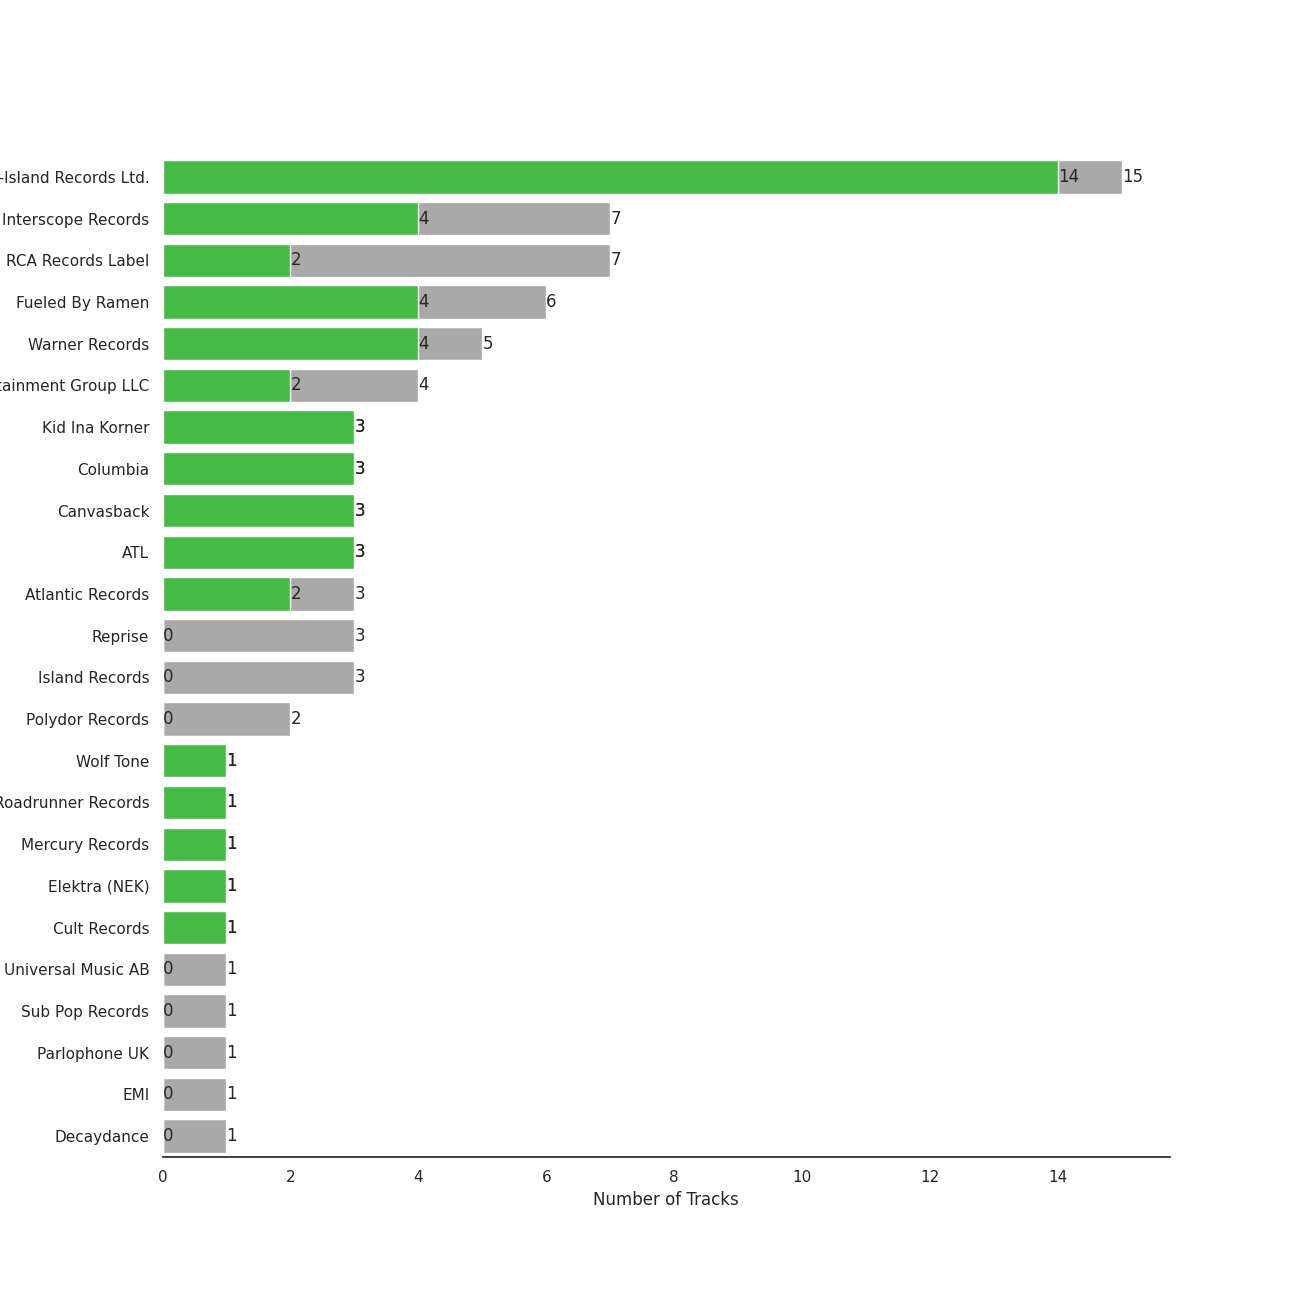 -Island Records Ltd. 14 15
Interscope Records 4 7
RCA Records Label 2 7
Fueled By Ramen 4 6
Warner Records 4 5
tainment Group LLC 2 4
Kid Ina Korner 3
Columbia 3
Canvasback 3
ATL 3
Atlantic Records 2 3
Reprise 0 3
Island Records 0 3
Polydor Records 0 2
Wolf Tone 1
Roadrunner Records 1
Mercury Records 1
Elektra (NEK) 1
Cult Records 1
Universal Music AB 0 1
Sub Pop Records 0 1
Parlophone UK 0 1
EMI 0 1
Decaydance 0 1
0 2 4 6 8 10 12 14
Number of Tracks